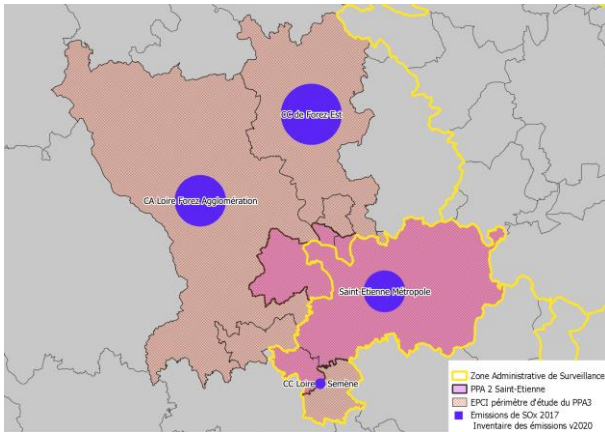 CC de Forez-Est
CA Loire Forez Agglomération
Saint-Etienne Métropole
CC Loire Semène
Zone Administrative de Surveillance
PPA 2 Saint-Etienne
EPCI périmètre d'étude du PPA3
Emissions de SOx 2017
Inventaire des émissions v2020